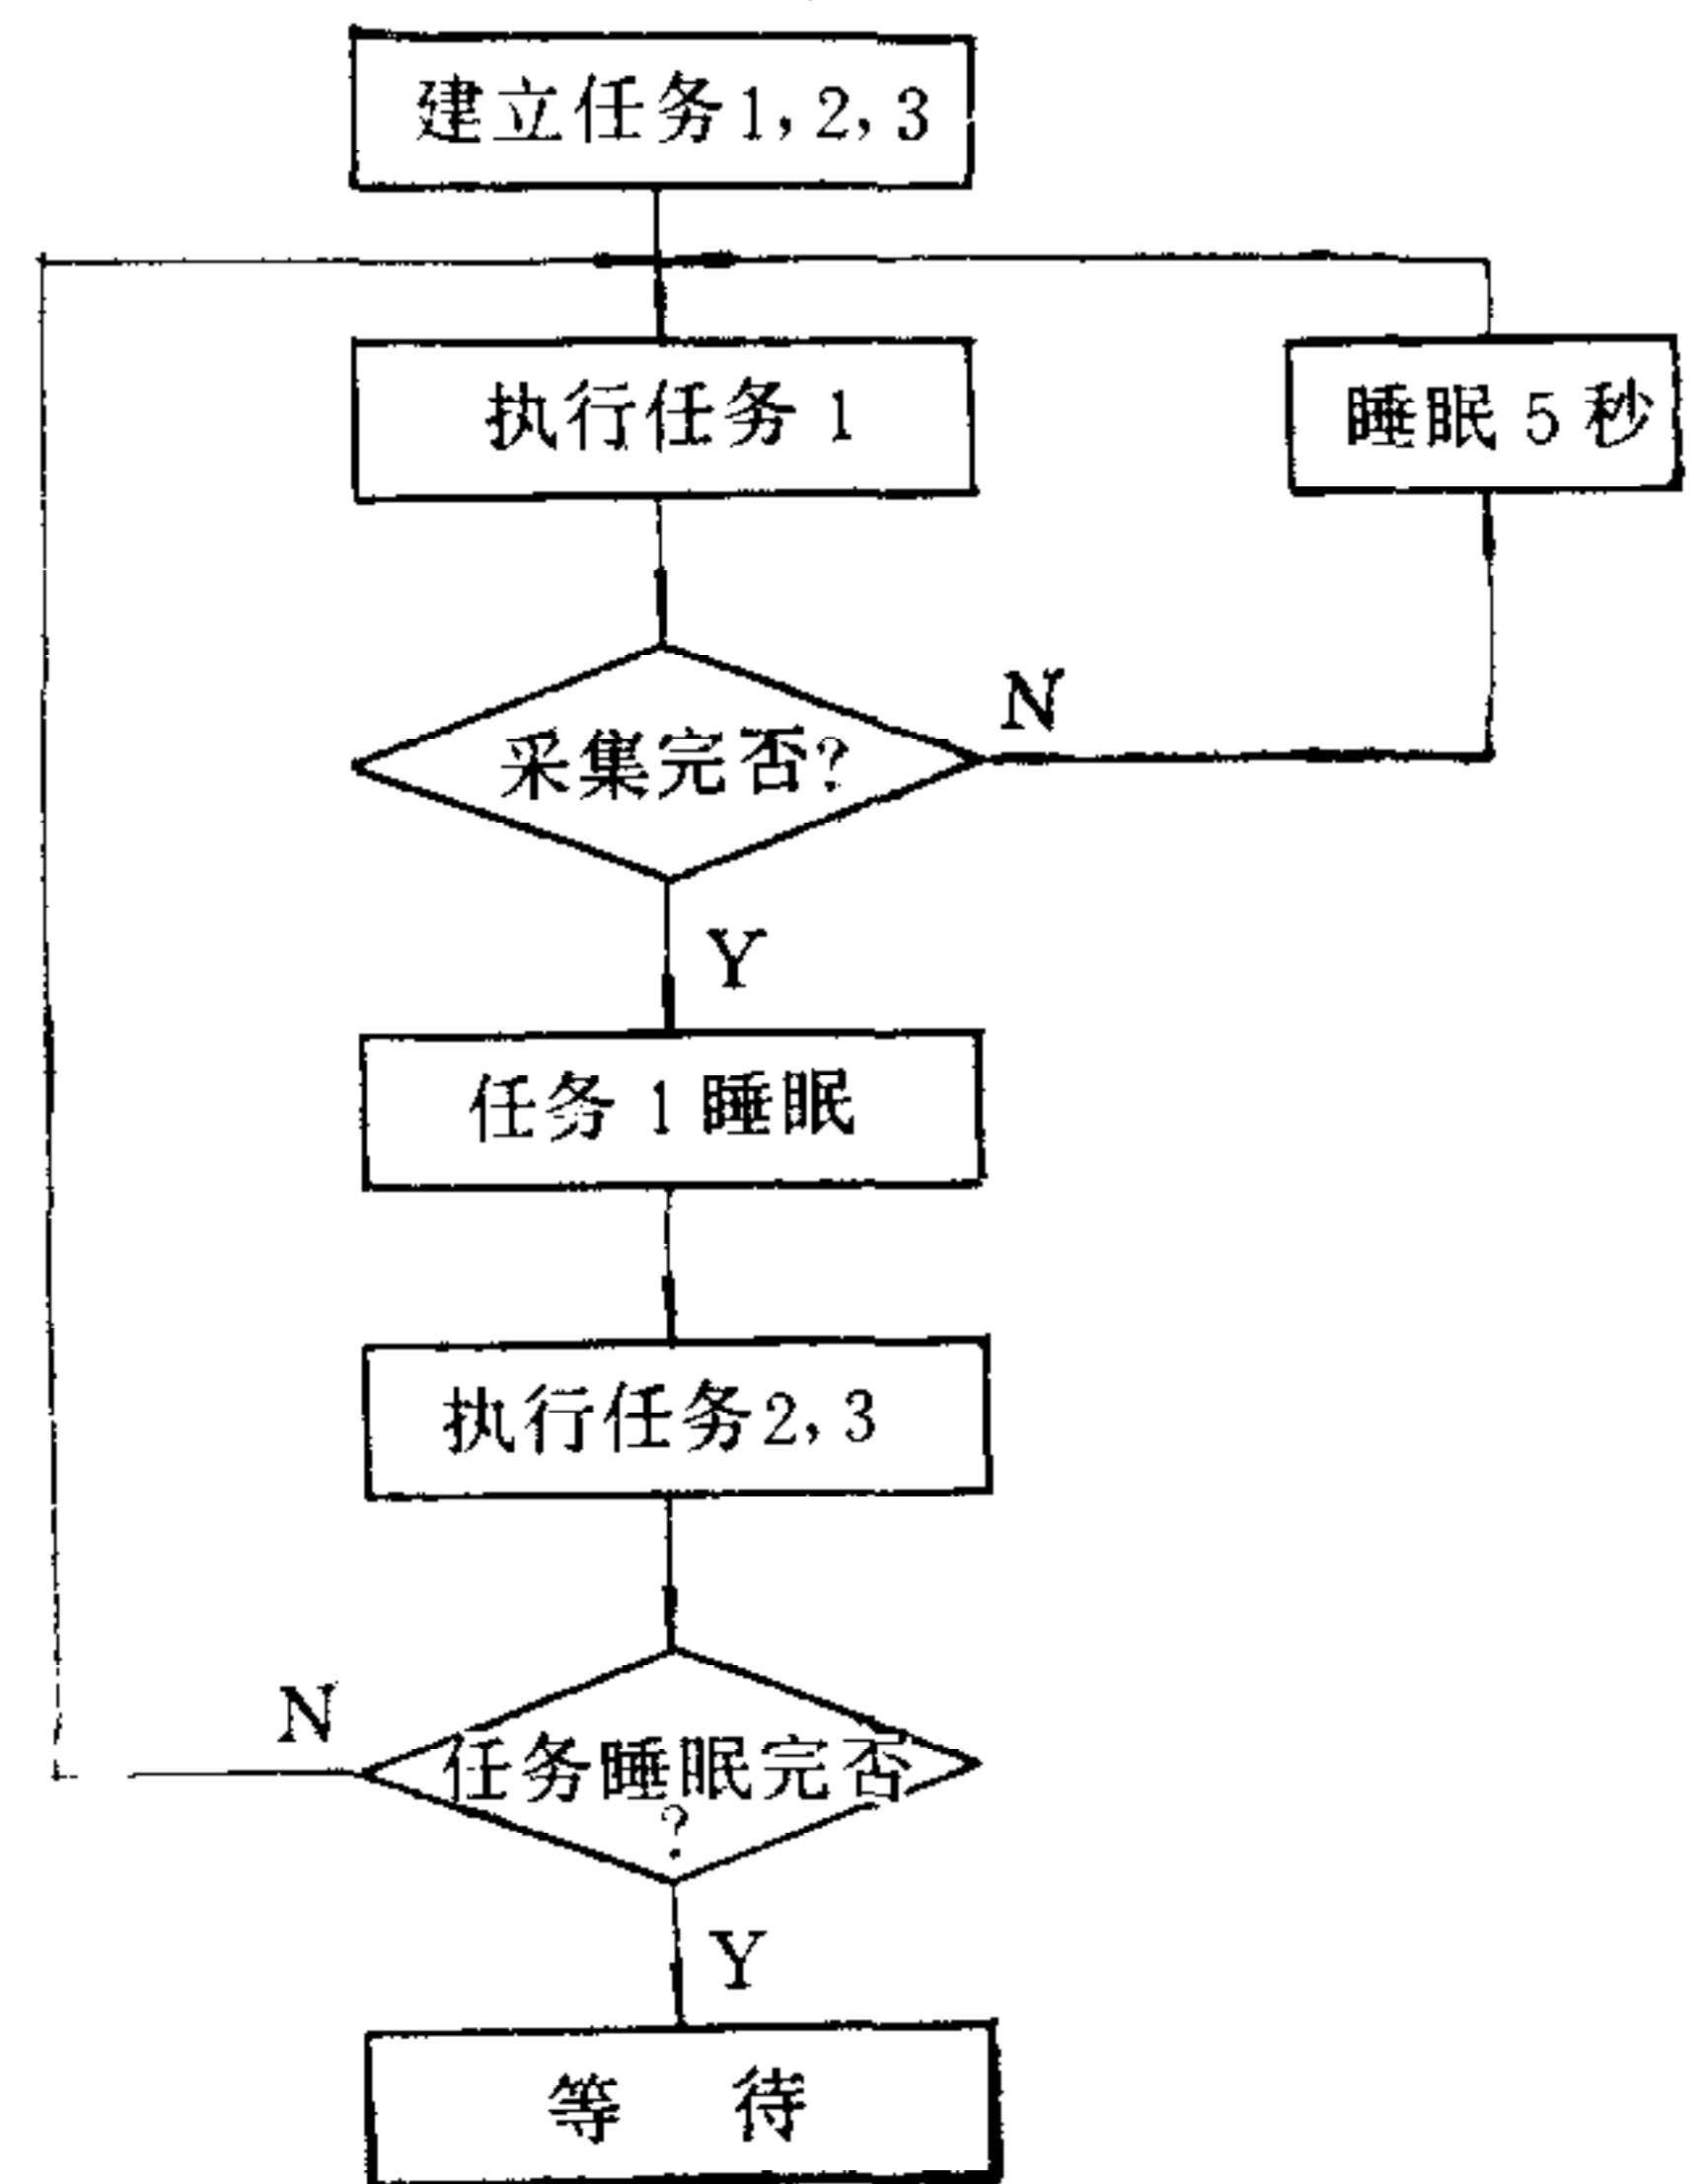 建立任务1,2,3
执行任务 1
睡眠 5 秒
采集完否?
N
Y
任务 1 睡眠
执行任务2,3
N
任务睡眠完否
?
Y
等 待